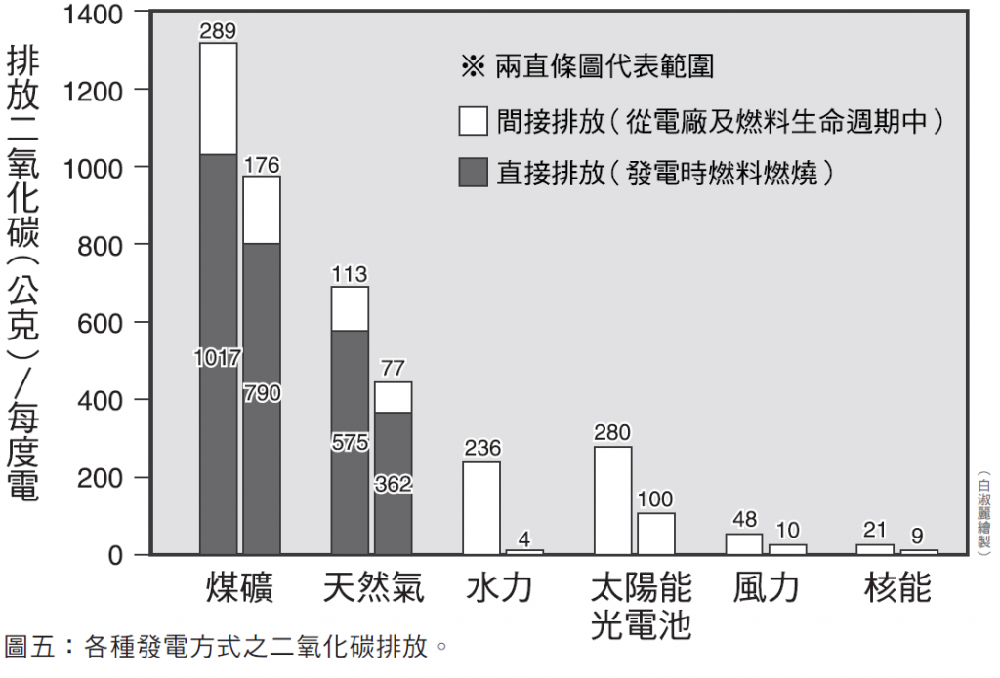 排放二氧化碳(公克)/每度電
1400
1200
1000
800
600
400
200
0
※ 兩直條圖代表範圍
間接排放(從電廠及燃料生命週期中)
直接排放(發電時燃料燃燒)
289
1017
176
790
113
575
77
362
236
4
280
100
48
10
21
9
煤礦
天然氣
水力
太陽能
光電池
風力
核能
(白淑麗繪製)
圖五:各種發電方式之二氧化碳排放。